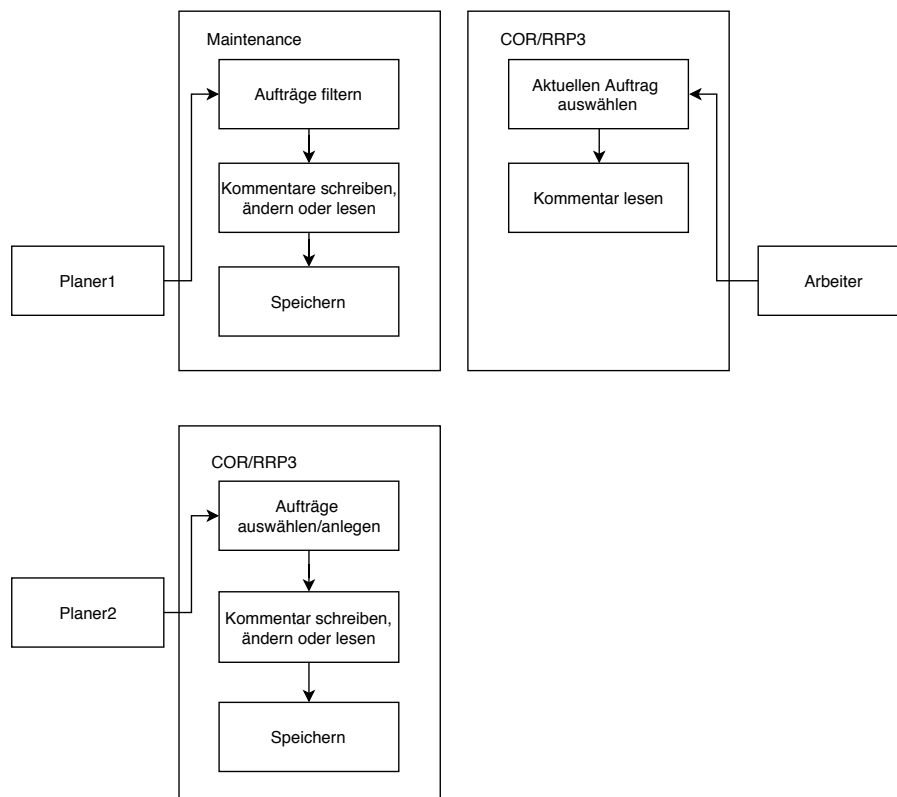 Maintenance
Aufträge filtern
Kommentare schreiben,
ändern oder lesen
Speichern
Planer1
COR/RRP3
Aktuellen Auftrag
auswählen
Kommentar lesen
Arbeiter
COR/RRP3
Aufträge
auswählen/anlegen
Kommentar schreiben,
ändern oder lesen
Speichern
Planer2